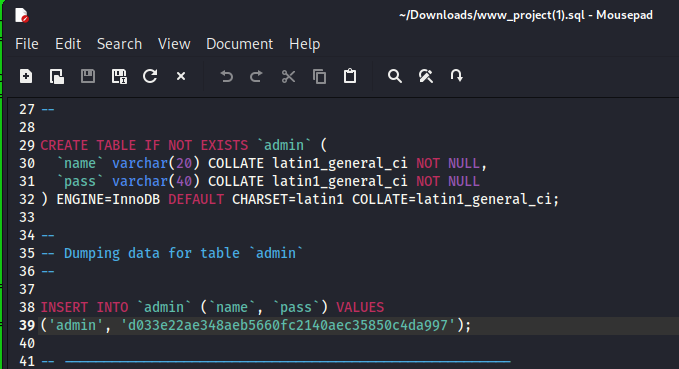 ~/Downloads/www_project(1).sql - Mousepad
File Edit Search View Document Help
27 --
28
29 CREATE TABLE IF NOT EXISTS `admin` (
30   `name` varchar(20) COLLATE latin1_general_ci NOT NULL,
31   `pass` varchar(40) COLLATE latin1_general_ci NOT NULL
32 ) ENGINE=InnoDB DEFAULT CHARSET=latin1 COLLATE=latin1_general_ci;
33
34 --
35 -- Dumping data for table `admin`
36 --
37
38 INSERT INTO `admin` (`name`, `pass`) VALUES
39 ('admin', 'd033e22ae348aeb5660fc2140aec35850c4da997');
40
41 -- --------------------------------------------------------